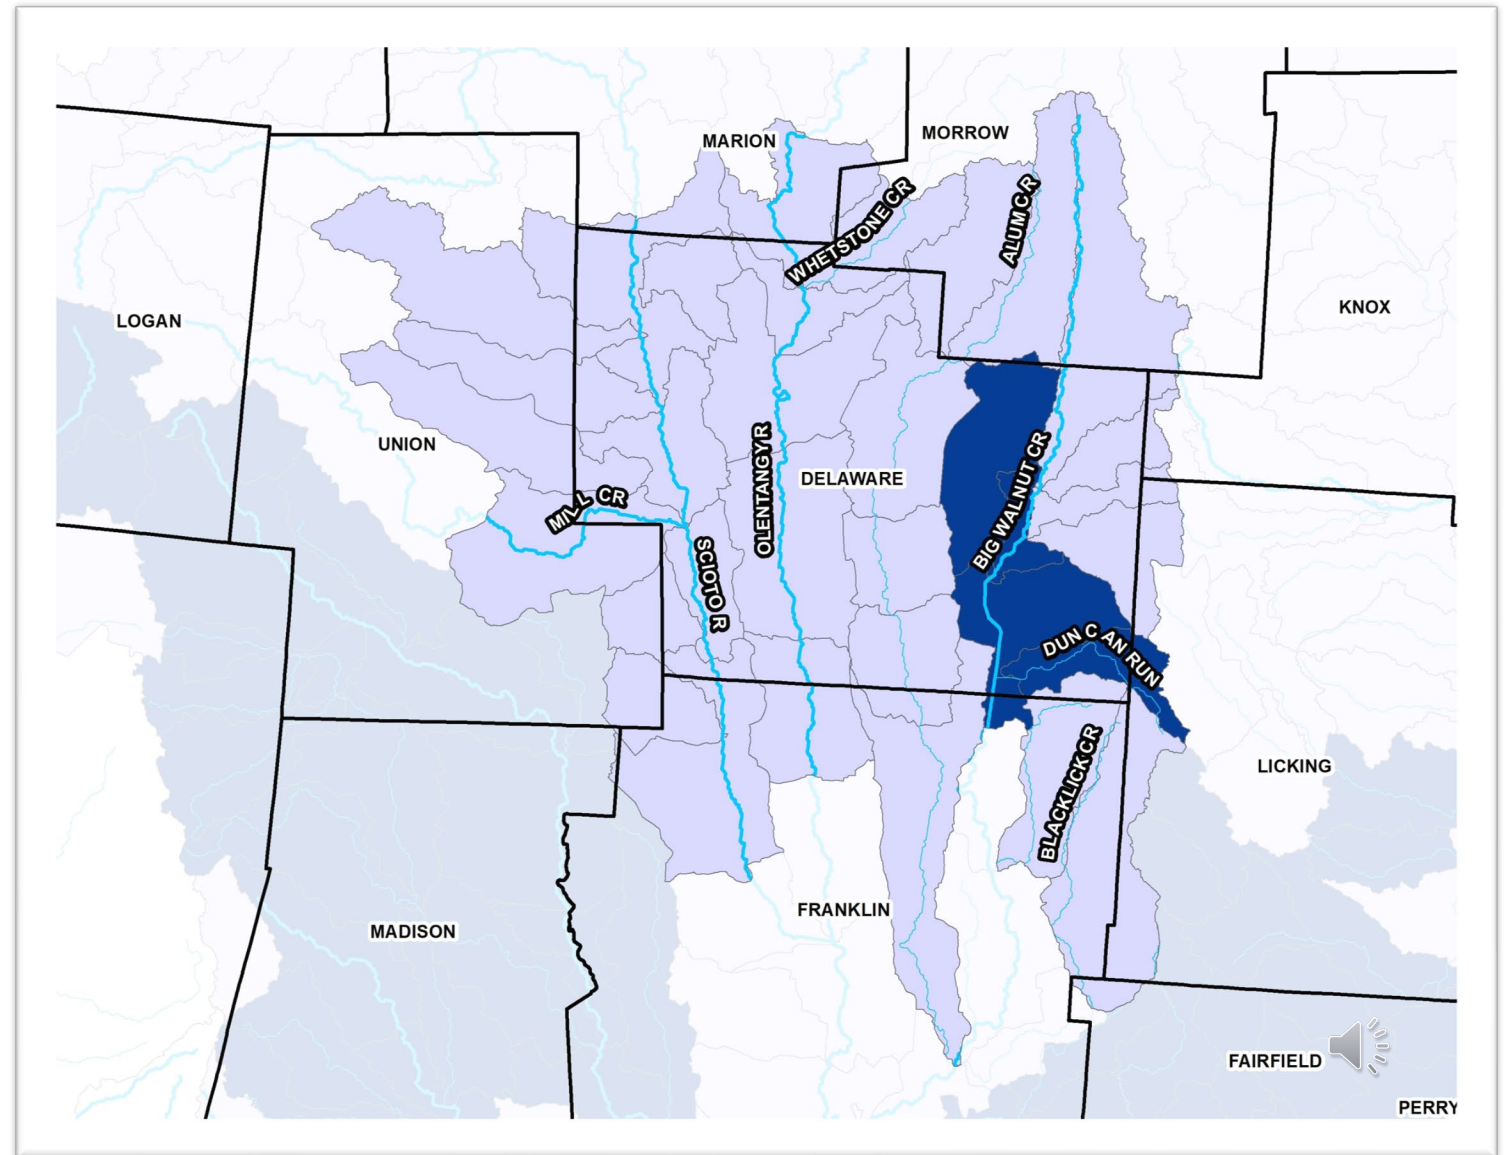 MARION
MORROW
WHETSTONE CR
ALUM C R
LOGAN
KNOX
UNION
OLENTANGY R
DELAWARE
BIG WALNUT CR
MILL CR
SCIOTO R
DUNCAN RUN
BLACKLICK CR
LICKING
FRANKLIN
MADISON
FAIRFIELD
PERRY